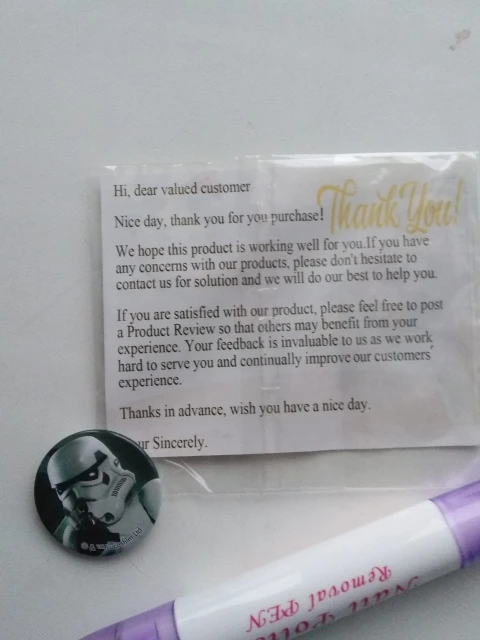 Hi, dear valued customer
Thank You!
Nice day, thank you for you purchase!
We hope this product is working well for you.If you have
any concerns with our products, please don't hesitate to
contact us for solution and we will do our best to help you.
If you are satisfied with our product, please feel free to post
a Product Review so that others may benefit from your
experience. Your feedback is invaluable to us as we work
hard to serve you and continually improve our customers'
experience.
Thanks in advance, wish you have a nice day.
Sincerely.
Nail Polish
Removal PEN